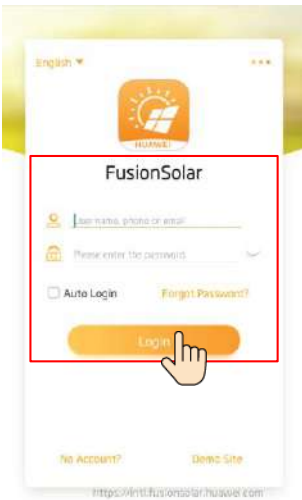 English ▼
HUAWEI
FusionSolar
User name, phone or email
Please enter the password
Auto Login Forgot Password?
Login
No Account? Demo Site
https://intl.fusionsolar.huawei.com